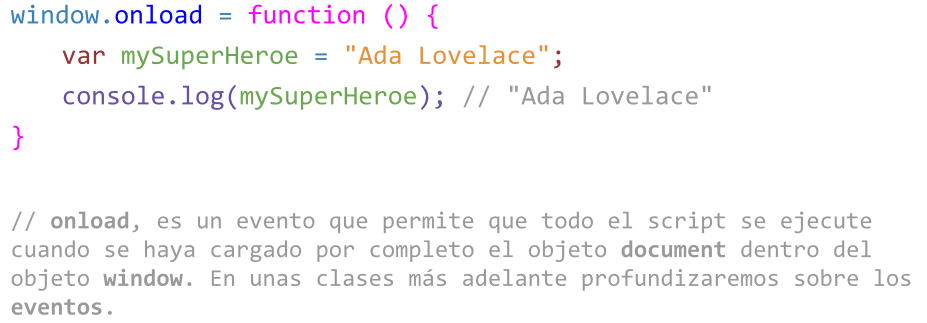 window.onload = function () {
var mySuperHeroe = "Ada Lovelace";
console.log(mySuperHeroe); // "Ada Lovelace"
}
// onload, es un evento que permite que todo el script se ejecute
cuando se haya cargado por completo el objeto document dentro del
objeto window. En unas clases más adelante profundizaremos sobre los
eventos.